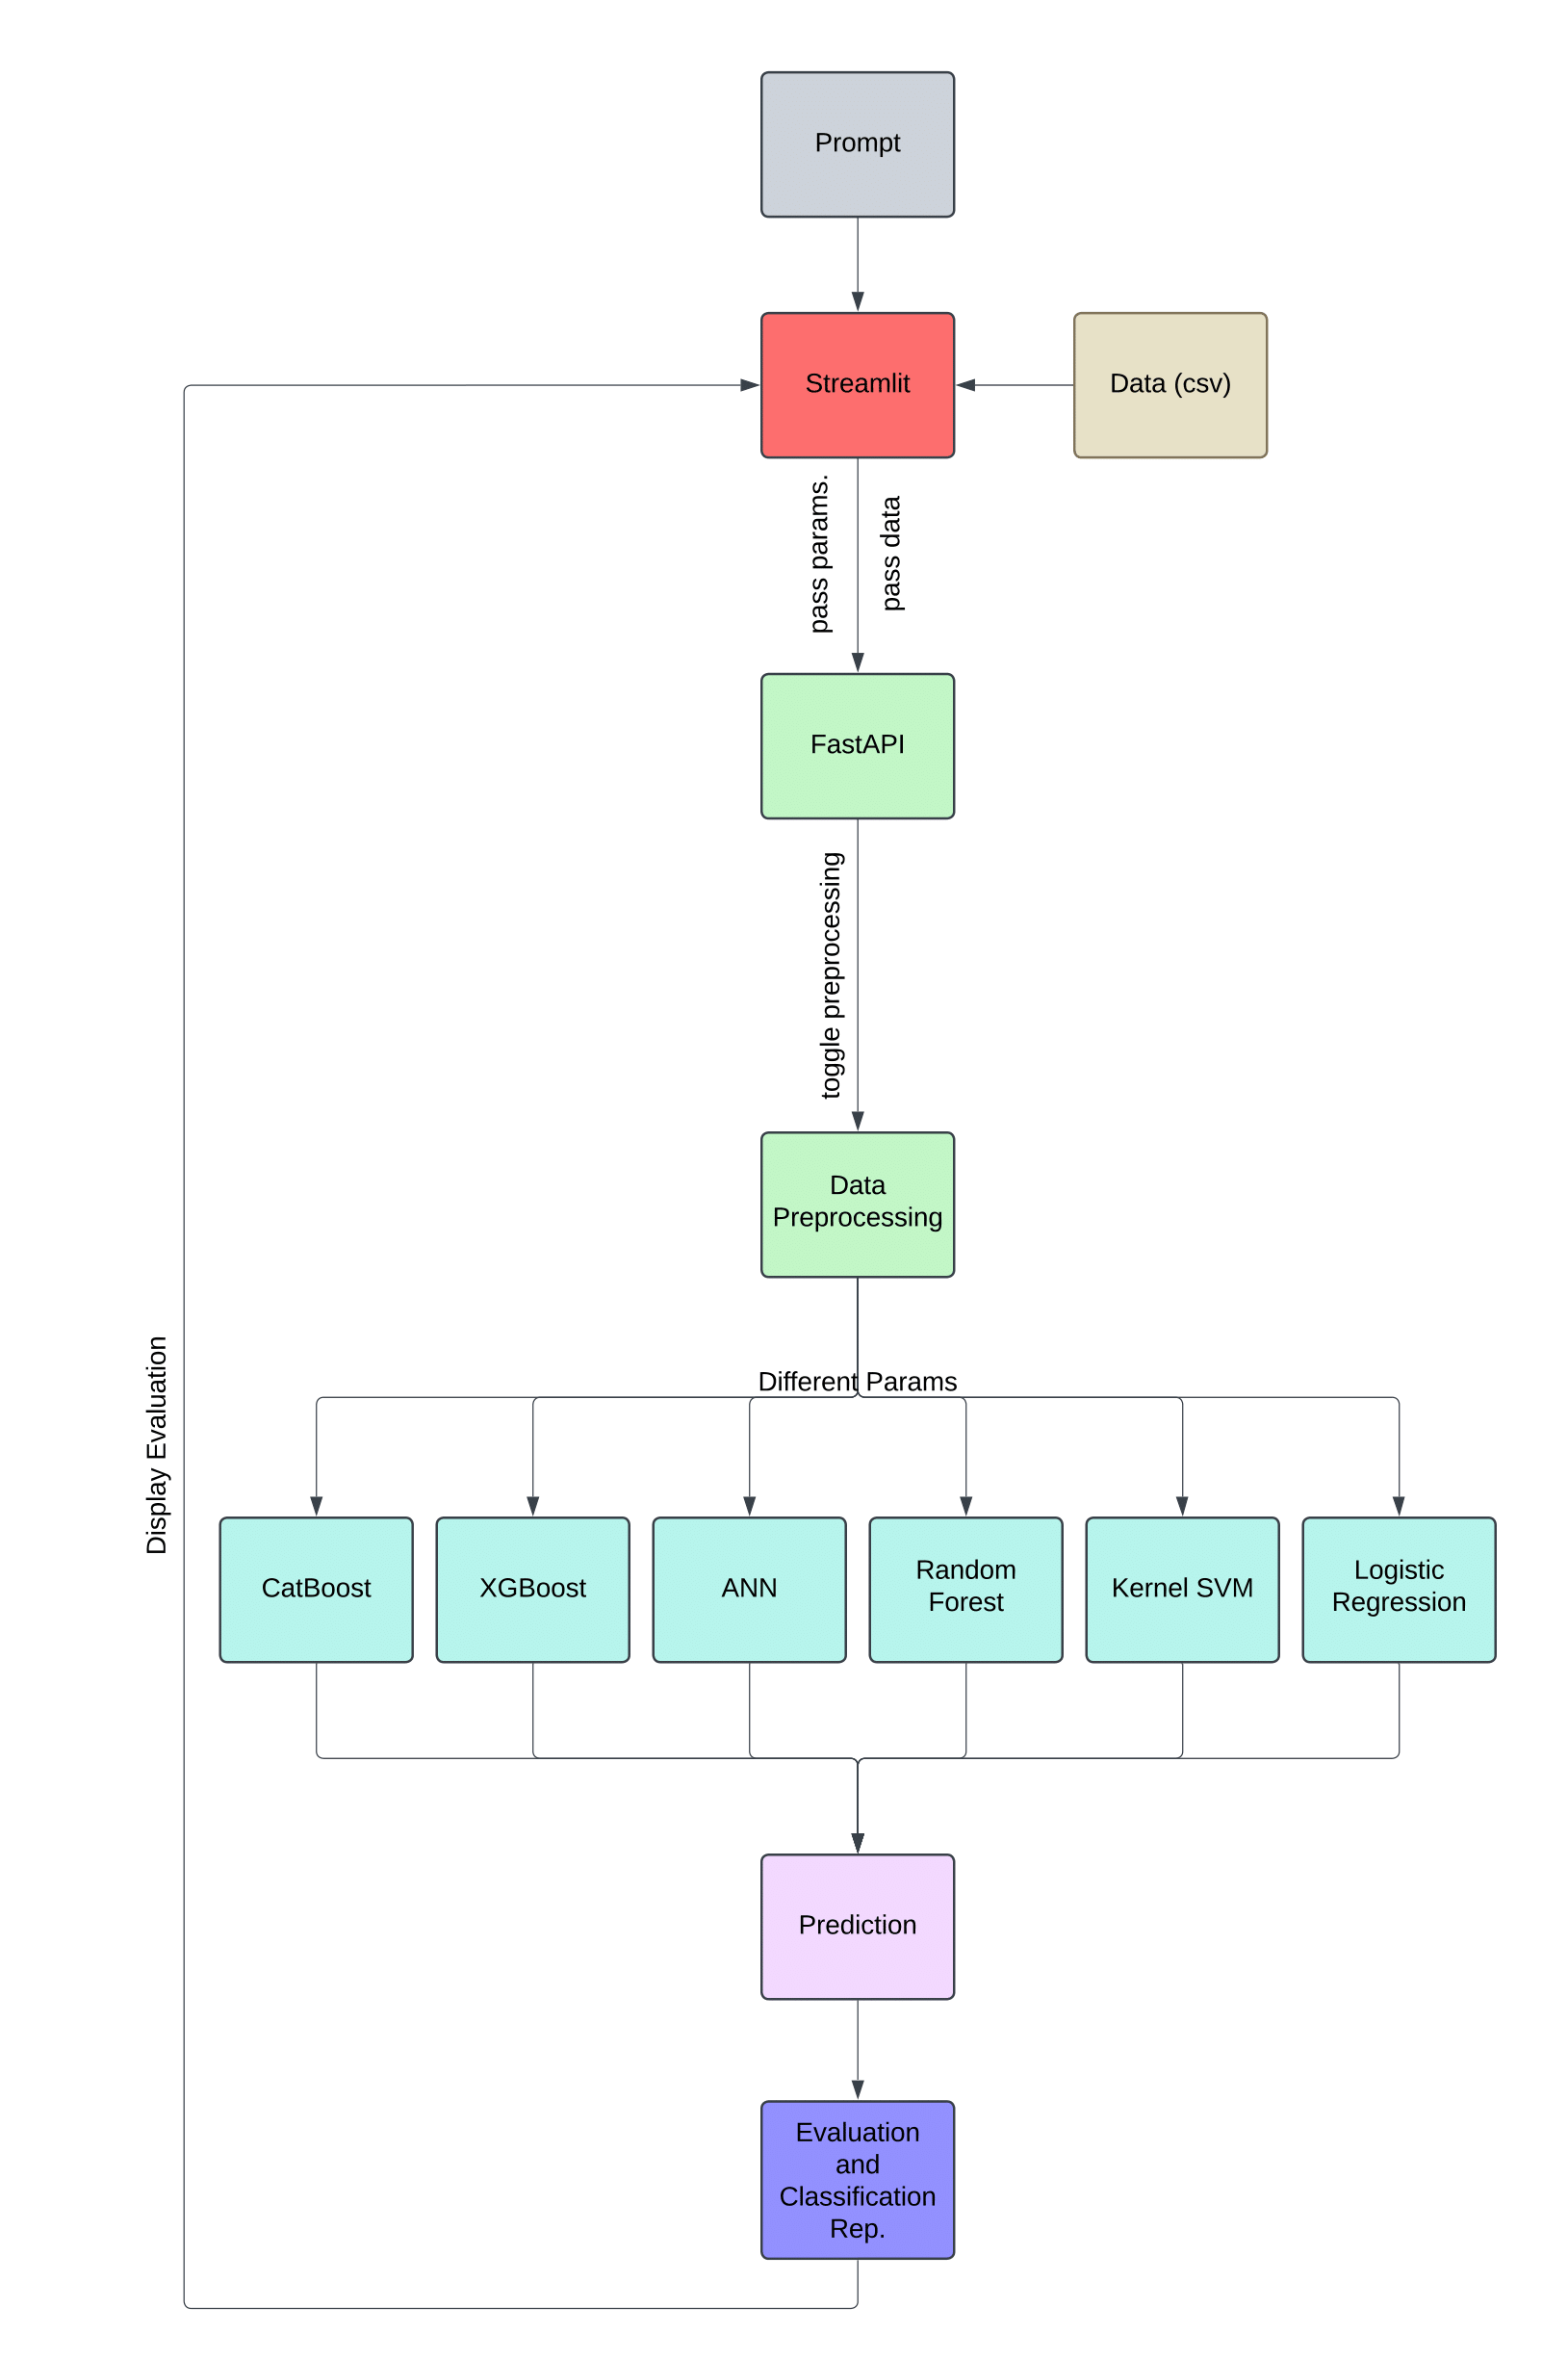 Prompt
Streamlit
Data (csv)
pass params.
pass data
FastAPI
toggle preprocessing
Data
Preprocessing
Display Evaluation
Different Params
CatBoost
XGBoost
ANN
Random
Forest
Kernel SVM
Logistic
Regression
Prediction
Evaluation
and
Classification
Rep.